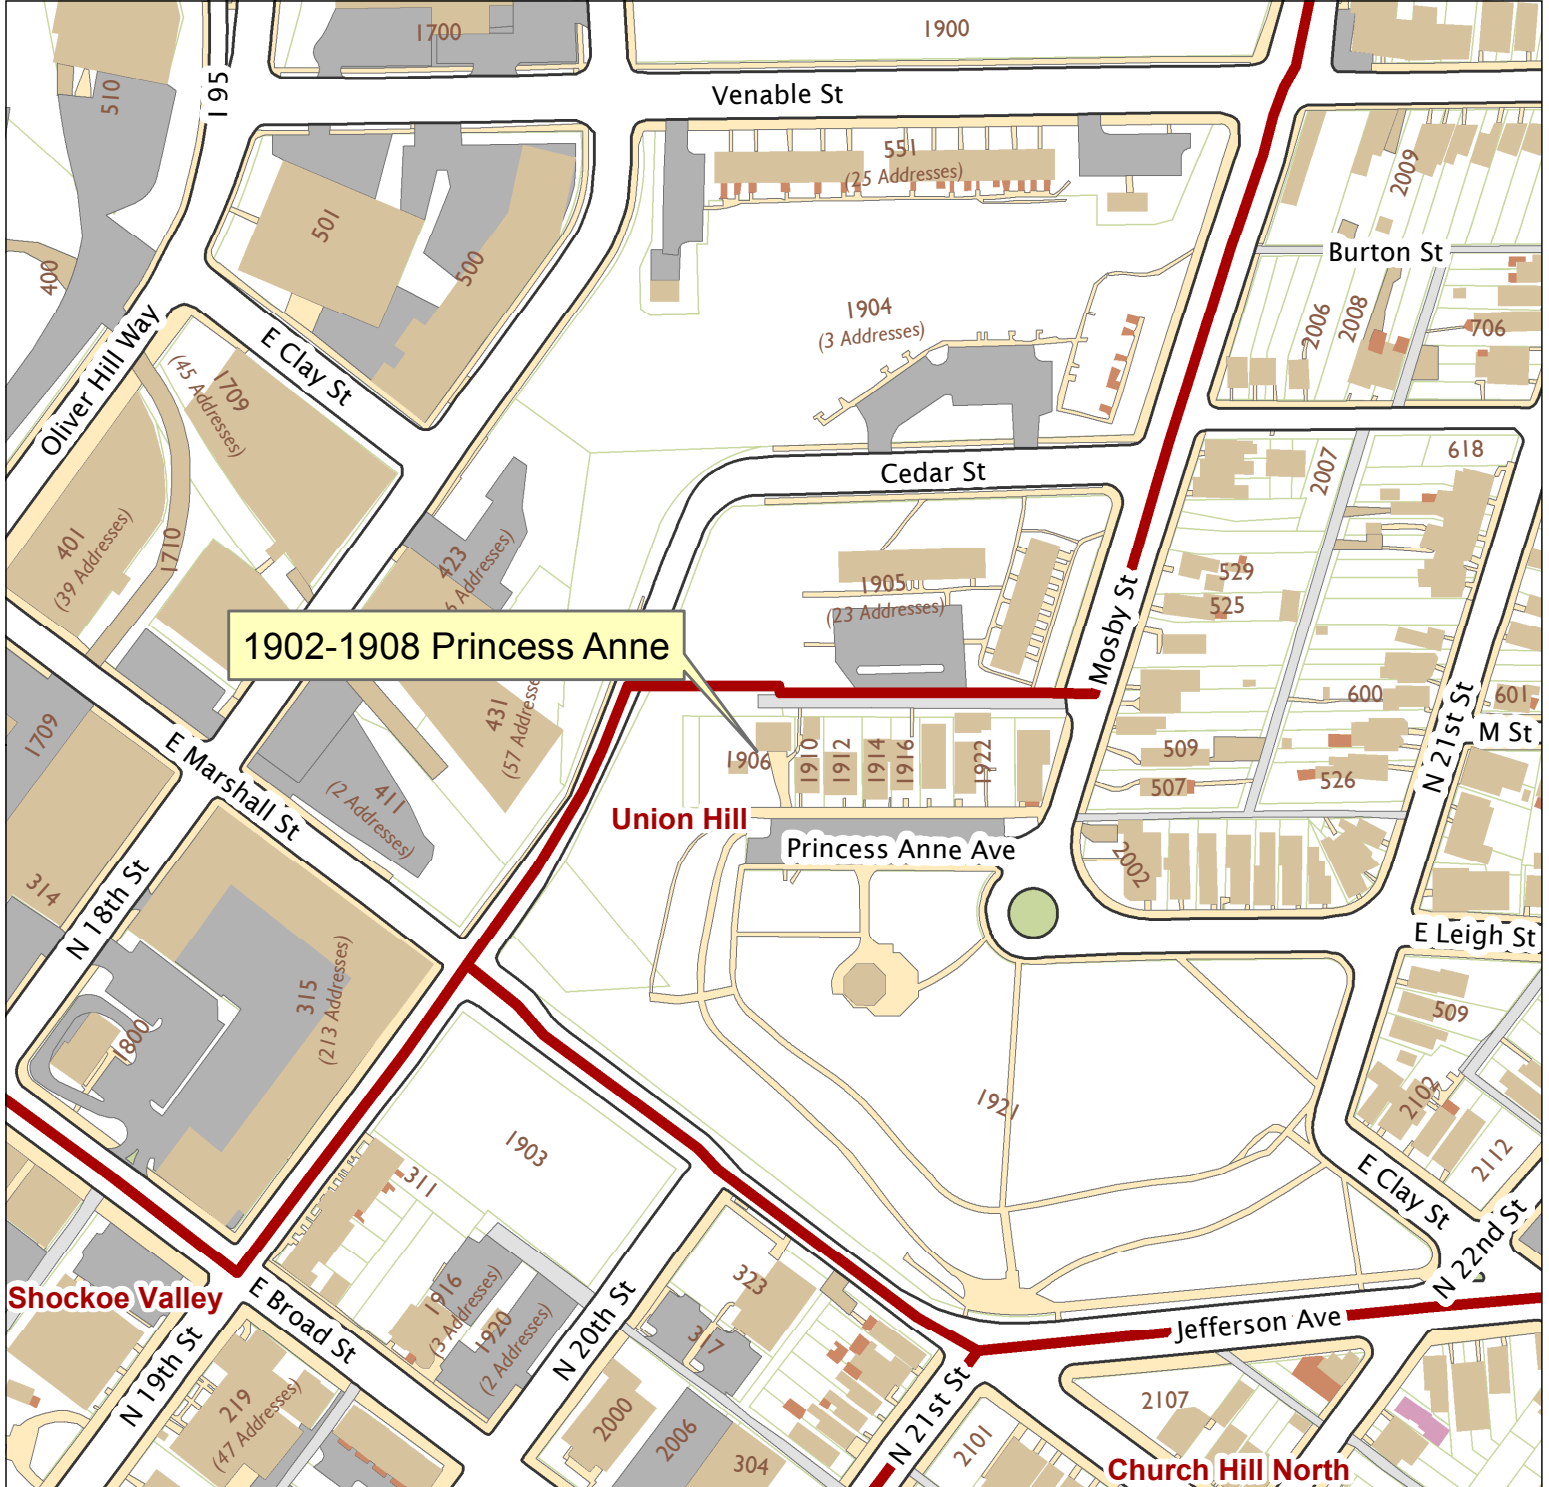 1700
1900
I 95
510
Venable St
551
(25 Addresses)
2009
501
500
Burton St
400
1904
(3 Addresses)
2006
2008
706
Oliver Hill Way
E Clay St
1709
(45 Addresses)
618
2007
Cedar St
401
(39 Addresses)
1710
423
6 Addresses)
529
525
1905
(23 Addresses)
Mosby St
1902-1908 Princess Anne
431
(57 Addresse
600
601
N 21st St
M St
1709
E Marshall St
1906
1910
1912
1914
1916
1922
509
507
526
411
(2 Addresses)
Union Hill
Princess Anne Ave
2002
314
N 18th St
E Leigh St
315
(213 Addresses)
509
1800
1921
2102
1903
311
2112
E Clay St
N 22nd St
Shockoe Valley
E Broad St
1916
(3 Addresses)
1920
(2 Addresses)
323
317
N 20th St
Jefferson Ave
N 19th St
219
(47 Addresses)
2000
2006
304
N 21st St
2101
2107
Church Hill North